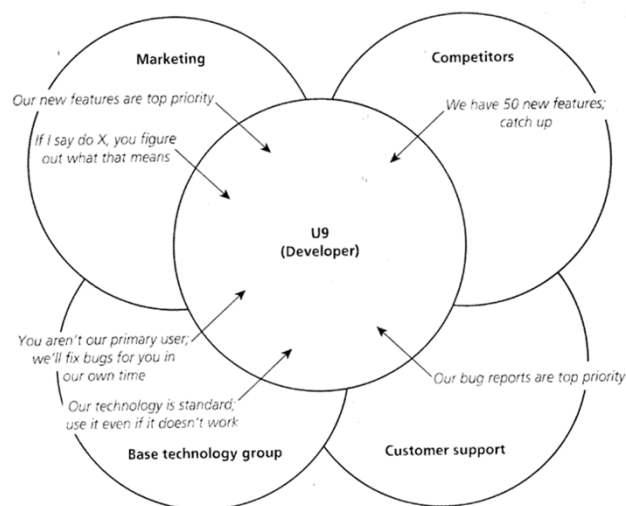 Marketing
Competitors
Our new features are top priority
We have 50 new features;
catch up
If I say do X, you figure
out what that means
U9
(Developer)
You aren't our primary user;
we'll fix bugs for you in
our own time
Our bug reports are top priority
Our technology is standard;
use it even if it doesn't work
Base technology group
Customer support